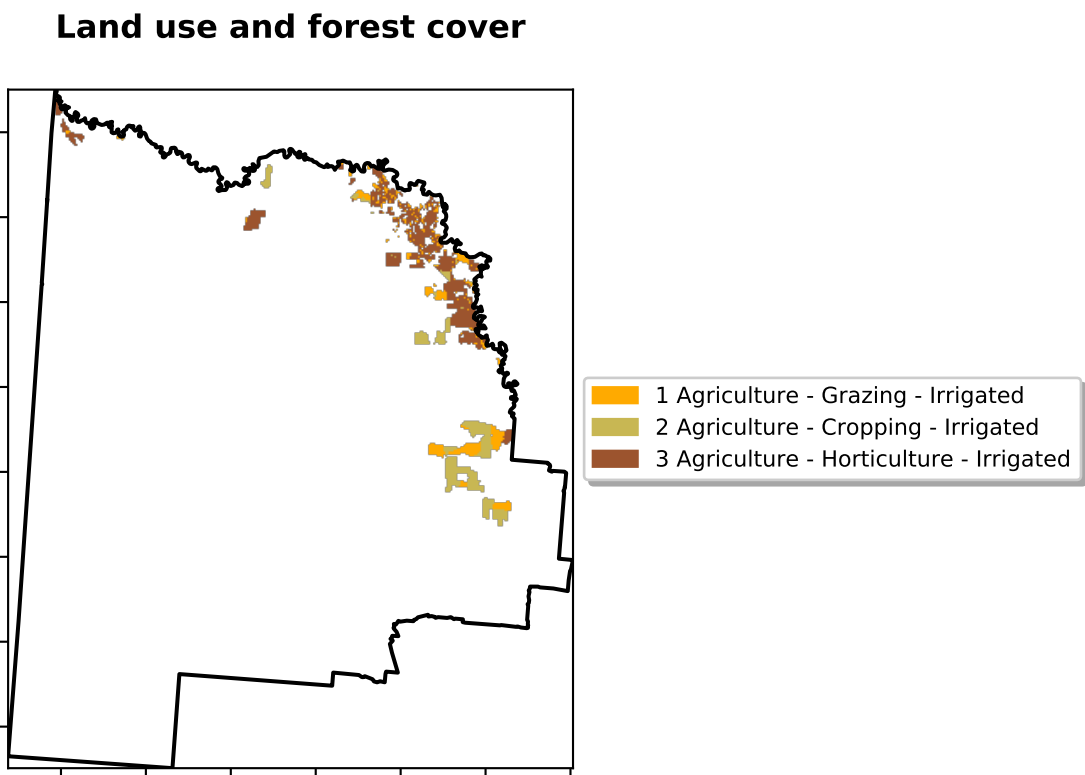 Land use and forest cover
1 Agriculture - Grazing - Irrigated
2 Agriculture - Cropping - Irrigated
3 Agriculture - Horticulture - Irrigated